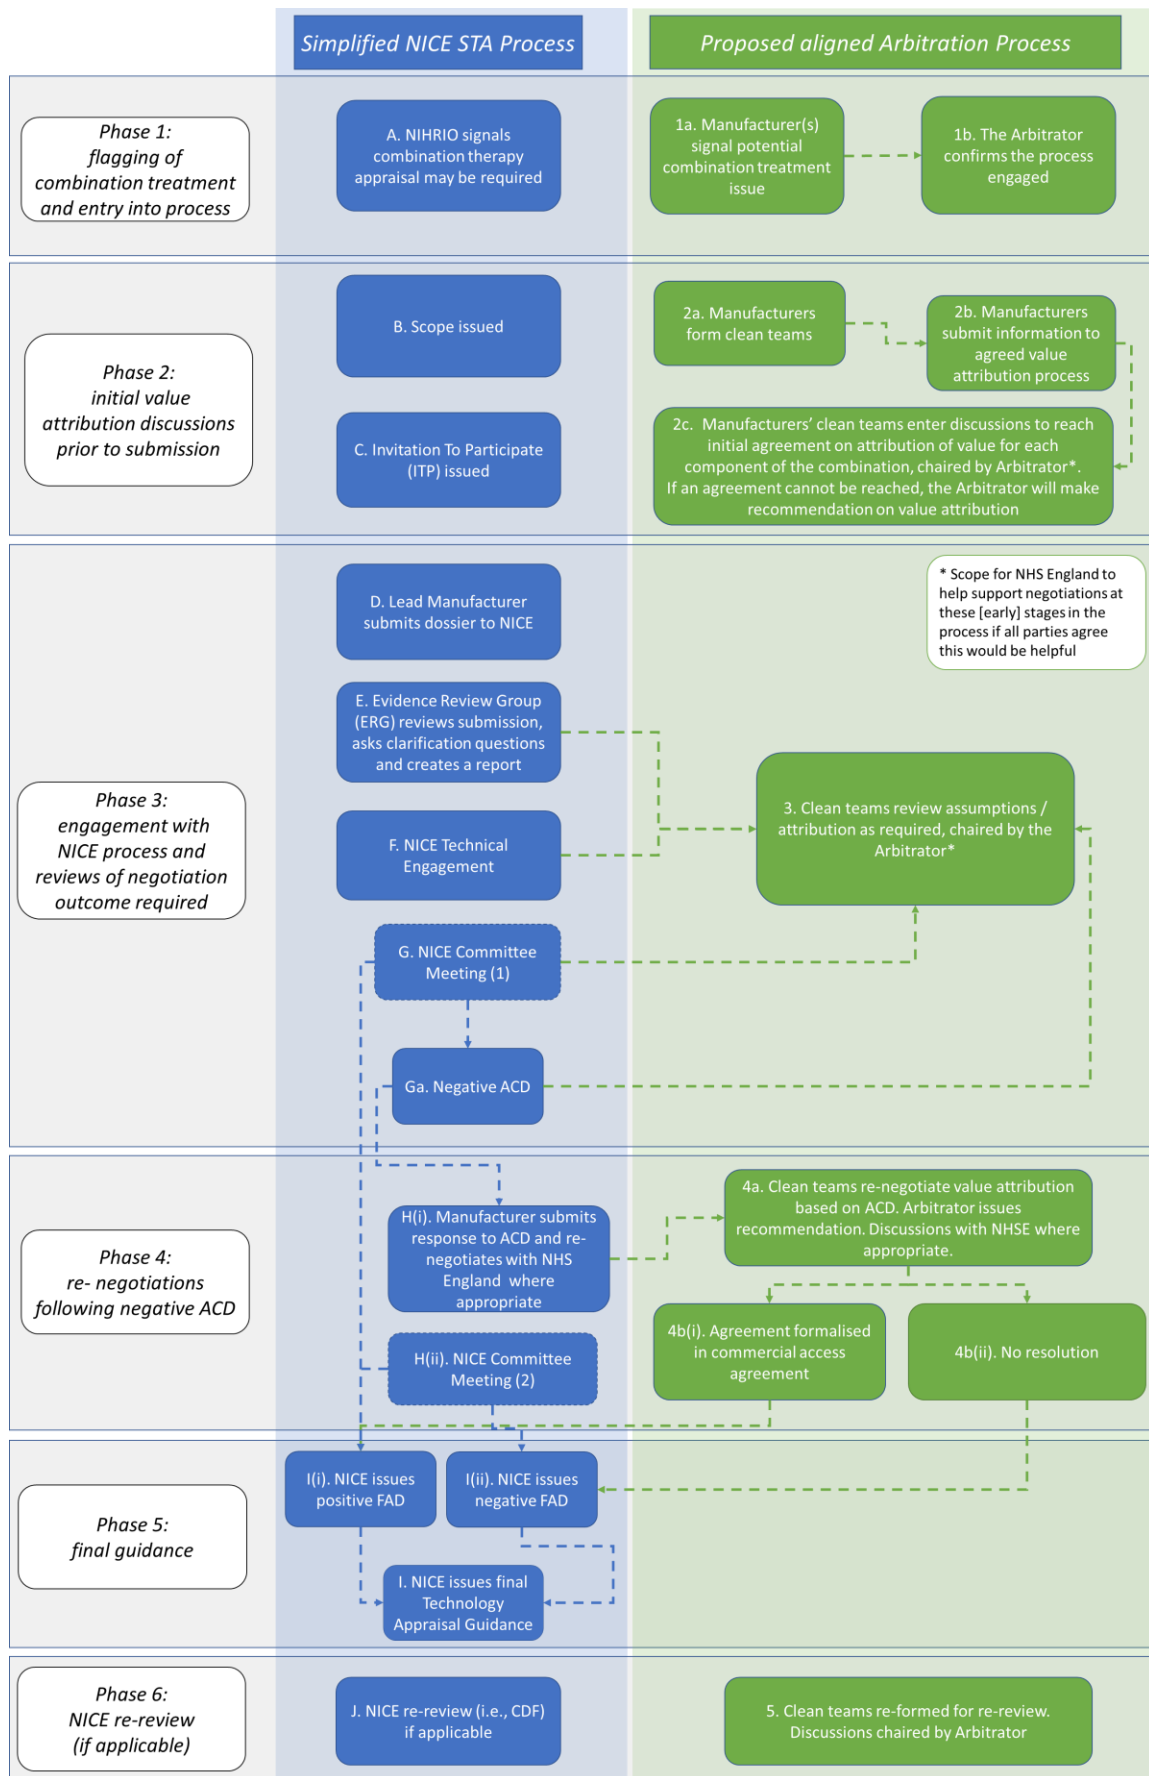 Simplified NICE STA Process
Proposed aligned Arbitration Process
Phase 1:
flagging of
combination treatment
and entry into process
A. NIHRIO signals
combination therapy
appraisal may be required
1a. Manufacturer(s)
signal potential
combination treatment
issue
1b. The Arbitrator
confirms the process
engaged
Phase 2:
initial value
attribution discussions
prior to submission
B. Scope issued
C. Invitation To Participate
(ITP) issued
2a. Manufacturers
form clean teams
2b. Manufacturers
submit information to
agreed value
attribution process
2c.  Manufacturers' clean teams enter discussions to reach
initial agreement on attribution of value for each
component of the combination, chaired by Arbitrator*.
If an agreement cannot be reached, the Arbitrator will make
recommendation on value attribution
Phase 3:
engagement with
NICE process and
reviews of negotiation
outcome required
D. Lead Manufacturer
submits dossier to NICE
E. Evidence Review Group
(ERG) reviews submission,
asks clarification questions
and creates a report
F. NICE Technical
Engagement
G. NICE Committee
Meeting (1)
Ga. Negative ACD
* Scope for NHS England to
help support negotiations at
these [early] stages in the
process if all parties agree
this would be helpful
3. Clean teams review assumptions /
attribution as required, chaired by the
Arbitrator*
Phase 4:
re- negotiations
following negative ACD
H(i). Manufacturer submits
response to ACD and re-
negotiates with NHS
England  where
appropriate
H(ii). NICE Committee
Meeting (2)
4a. Clean teams re-negotiate value attribution
based on ACD. Arbitrator issues
recommendation. Discussions with NHSE where
appropriate.
4b(i). Agreement formalised
in commercial access
agreement
4b(ii). No resolution
Phase 5:
final guidance
I(i). NICE issues
positive FAD
I(ii). NICE issues
negative FAD
I. NICE issues final
Technology
Appraisal Guidance
Phase 6:
NICE re-review
(if applicable)
J. NICE re-review (i.e., CDF)
if applicable
5. Clean teams re-formed for re-review.
Discussions chaired by Arbitrator